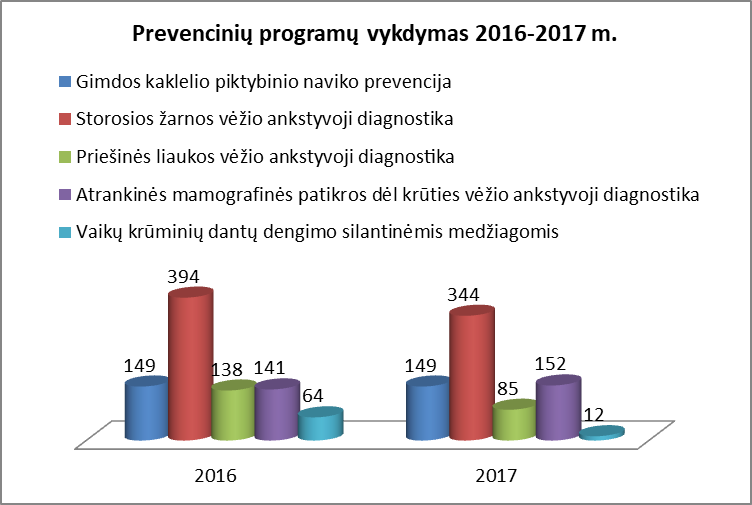 Prevencinių programų vykdymas 2016-2017 m.
Gimdos kaklelio piktybinio naviko prevencija
Storosios žarnos vėžio ankstyvoji diagnostika
Priešinės liaukos vėžio ankstyvoji diagnostika
Atrankinės mamografinės patikros dėl krūties vėžio ankstyvoji diagnostika
Vaikų krūminių dantų dengimo silantinėmis medžiagomis
149
394
138
141
64
149
344
85
152
12
2016
2017